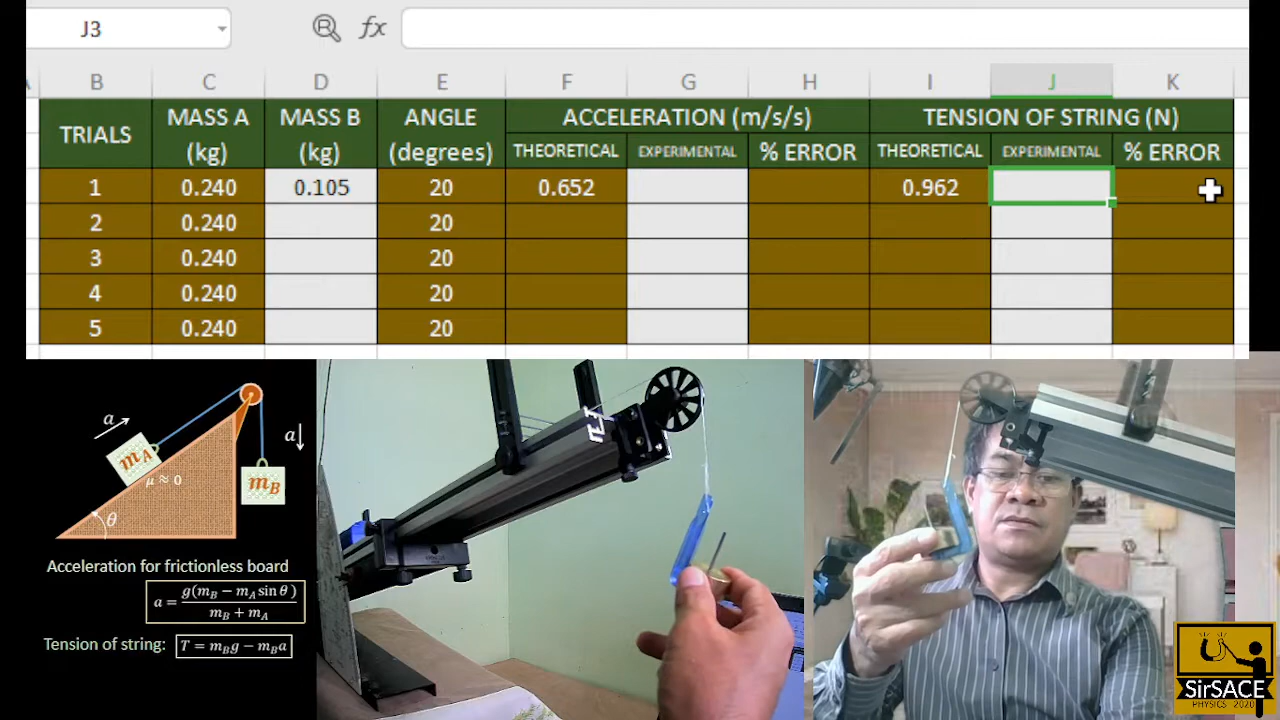 J3
fx
B C D E F G H I J K
TRIALS MASS A (kg) MASS B (kg) ANGLE (degrees) ACCELERATION (m/s/s) TENSION OF STRING (N)
THEORETICAL EXPERIMENTAL % ERROR THEORETICAL EXPERIMENTAL % ERROR
1 0.240 0.105 20 0.652 0.962
2 0.240 20
3 0.240 20
4 0.240 20
5 0.240 20
a
a
m_A
μ ≈ 0
m_B
θ
Acceleration for frictionless board
a = g(m_B − m_A sin θ) / (m_B + m_A)
Tension of string: T = m_B g − m_B a
SirSACE
PHYSICS 2020